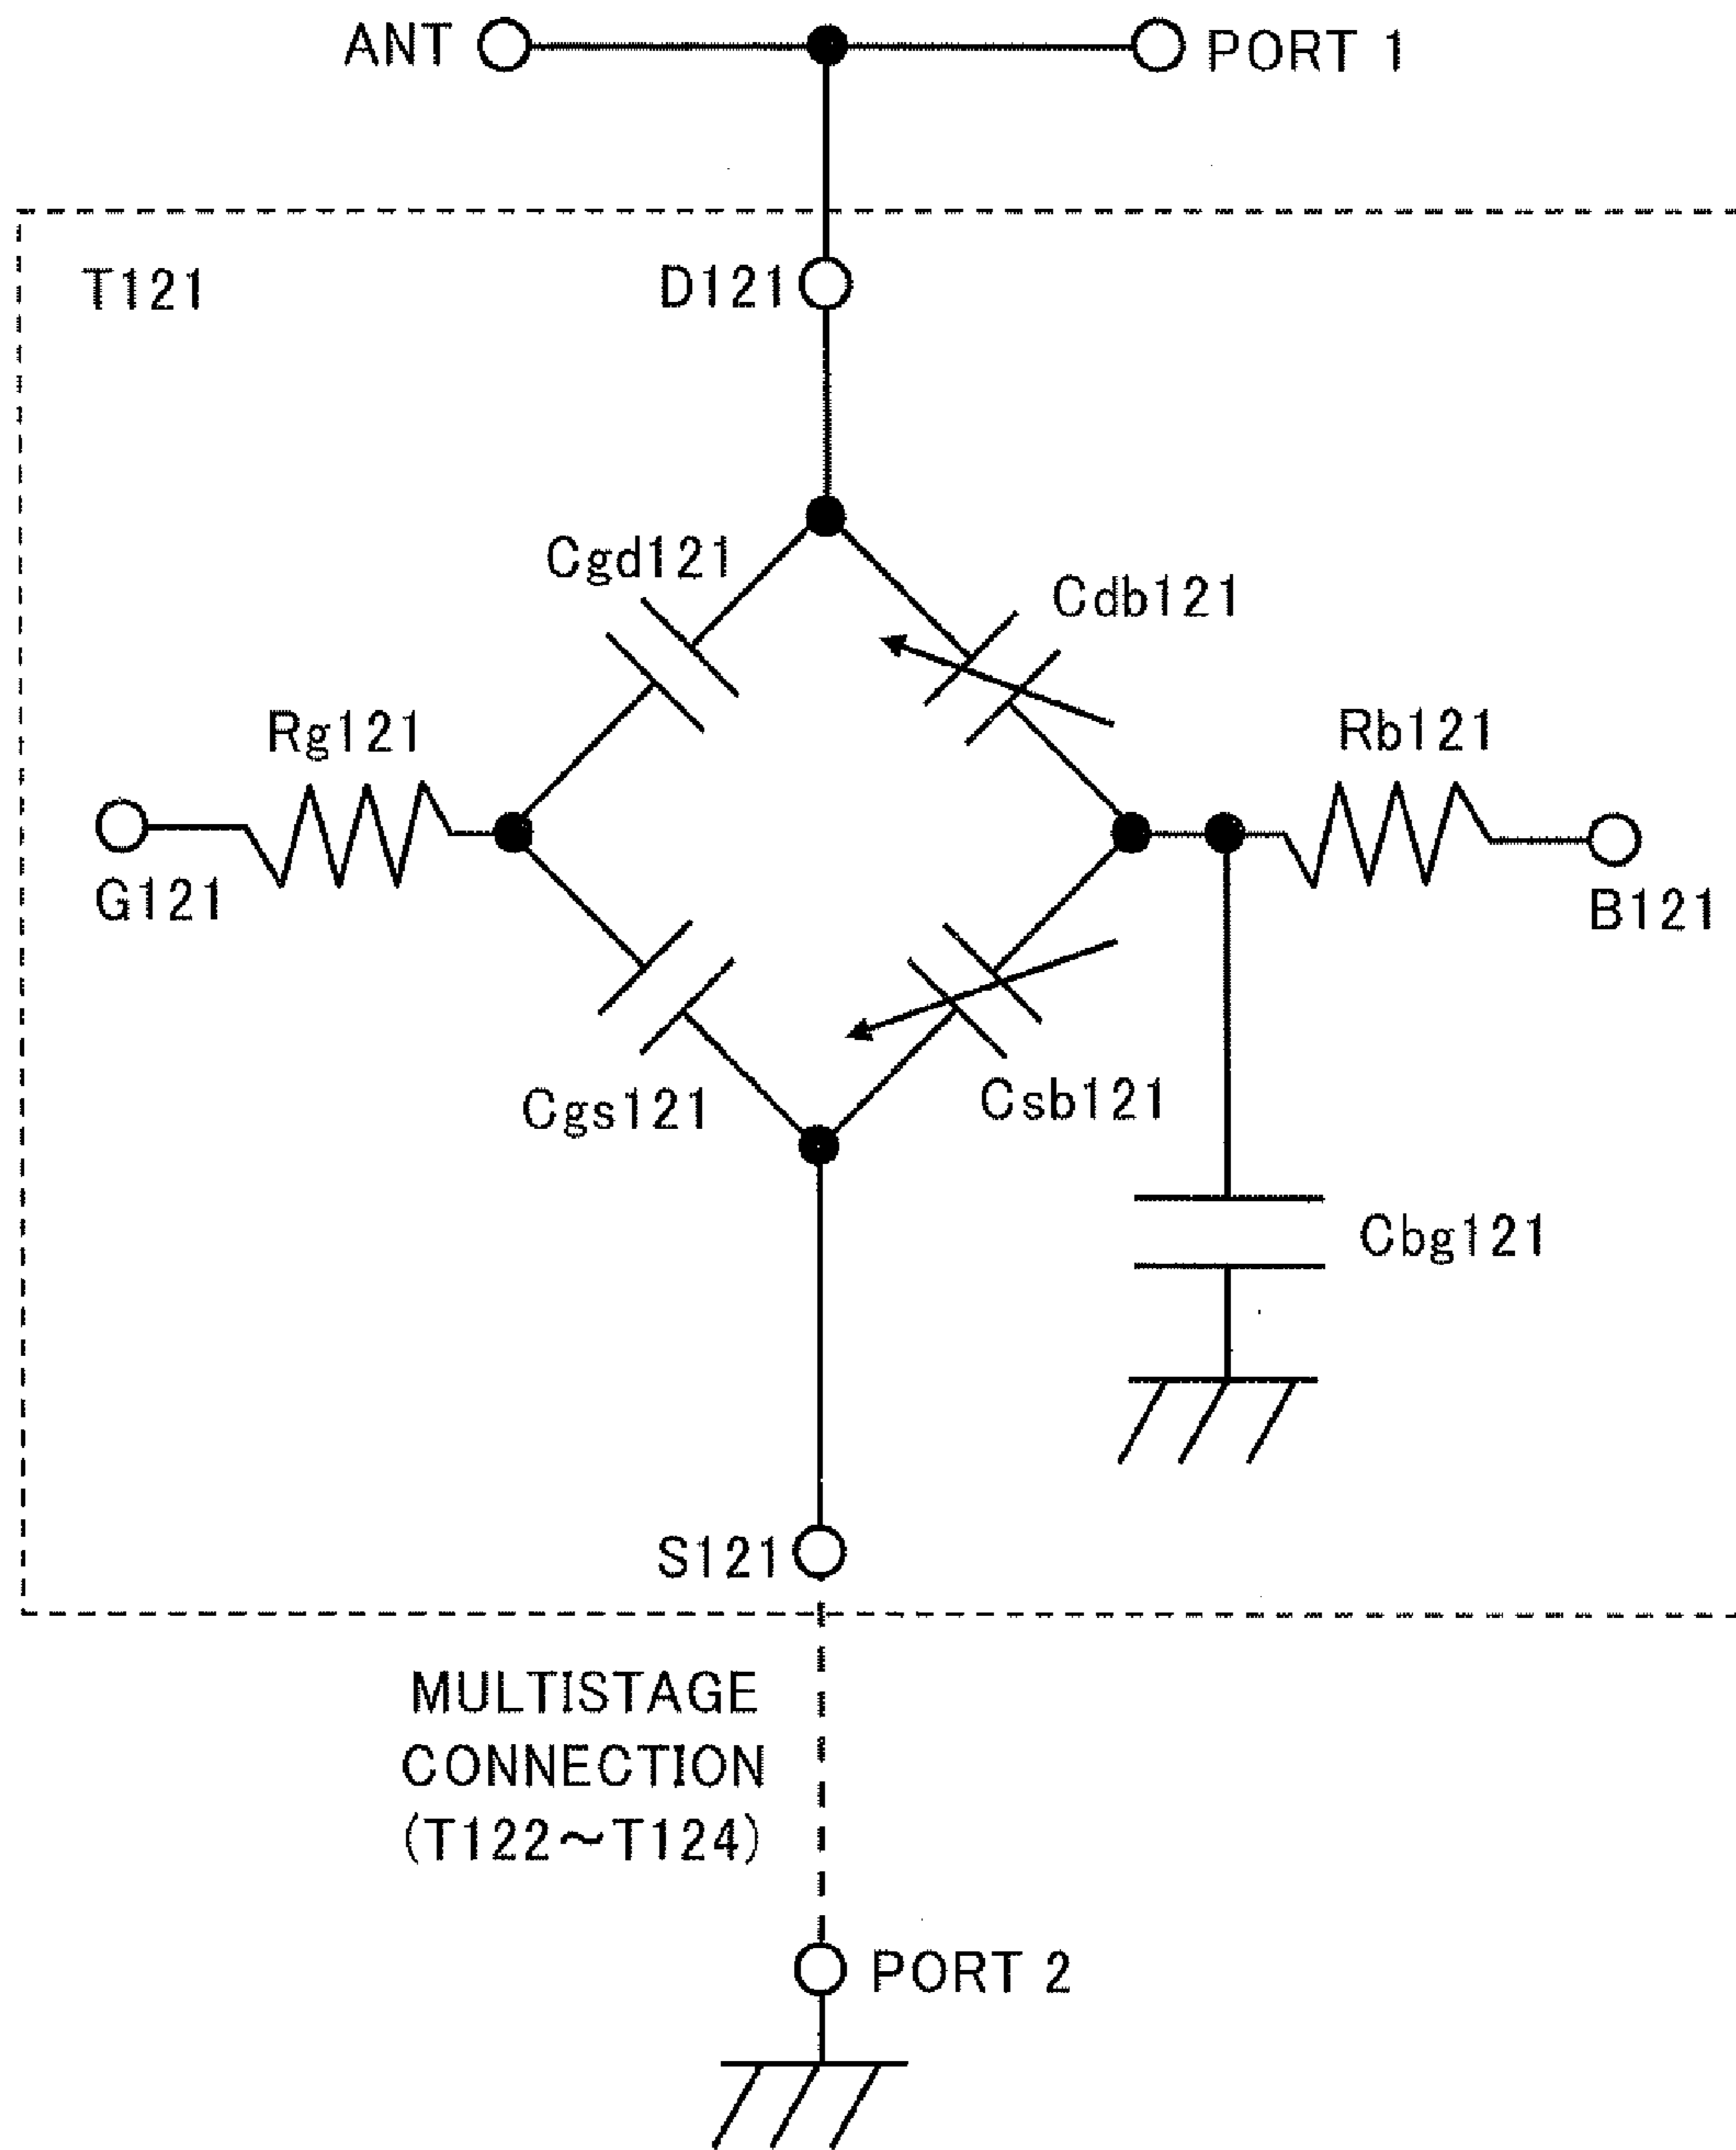 ANT
PORT 1
T121
D121
Cgd121
Cdb121
Rg121
Rb121
G121
B121
Cgs121
Csb121
Cbg121
S121
MULTISTAGE
CONNECTION
(T122～T124)
PORT 2